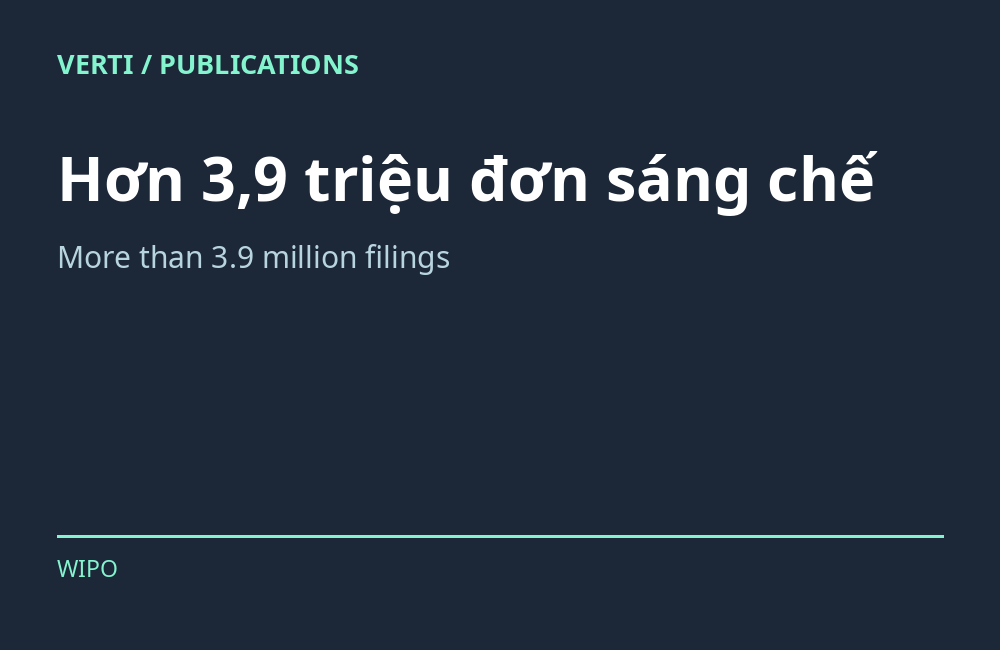 VERTI / PUBLICATIONS
Hơn 3,9 triệu đơn sáng chế
More than 3.9 million filings
WIPO